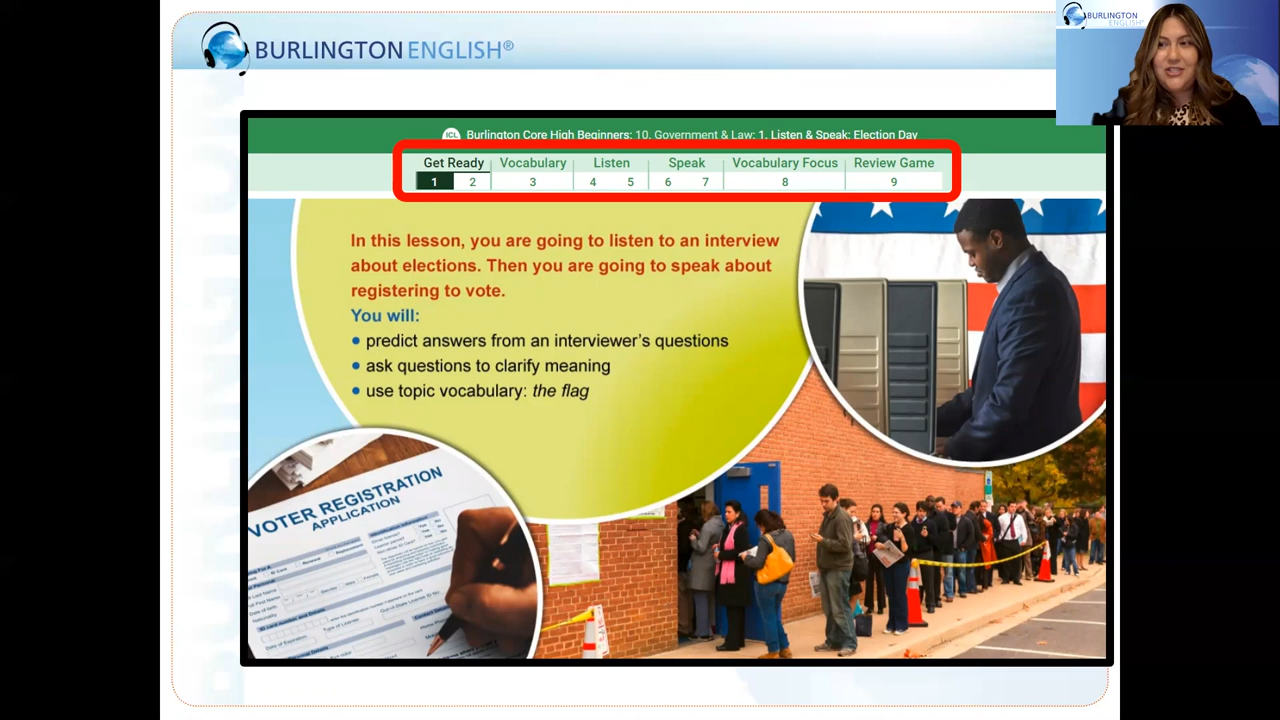 BURLINGTON ENGLISH®
BURLINGTON
ENGLISH
ICL Burlington Core High Beginners: 10. Government & Law: 1. Listen & Speak: Election Day
Get Ready Vocabulary Listen Speak Vocabulary Focus Review Game
1 2 3 4 5 6 7 8 9
In this lesson, you are going to listen to an interview
about elections. Then you are going to speak about
registering to vote.
You will:
• predict answers from an interviewer's questions
• ask questions to clarify meaning
• use topic vocabulary: the flag
VOTER REGISTRATION
APPLICATION